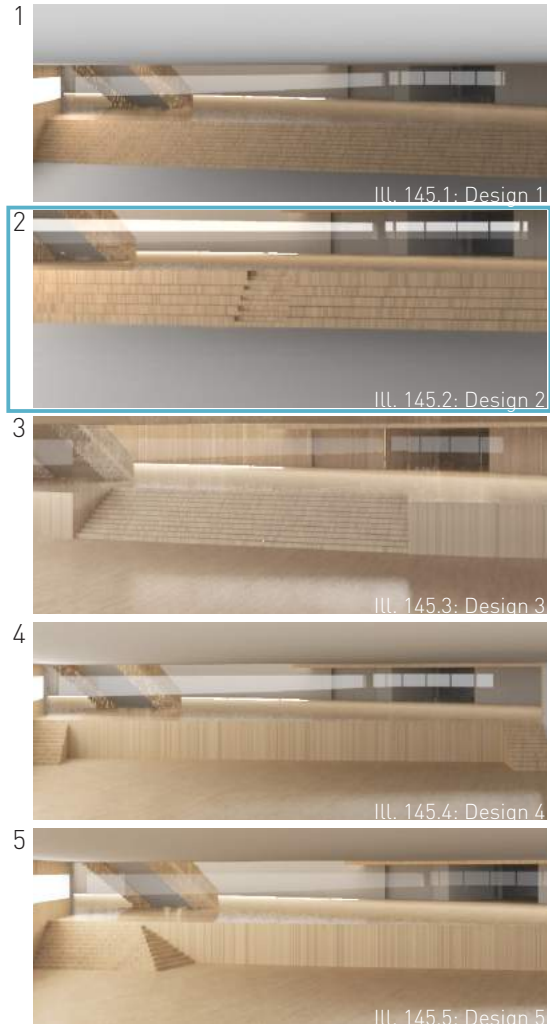 1
Ill. 145.1: Design 1
2
Ill. 145.2: Design 2
3
Ill. 145.3: Design 3
4
Ill. 145.4: Design 4
5
Ill. 145.5: Design 5